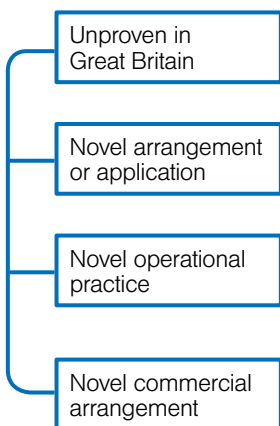 Unproven in
Great Britain
Novel arrangement
or application
Novel operational
practice
Novel commercial
arrangement